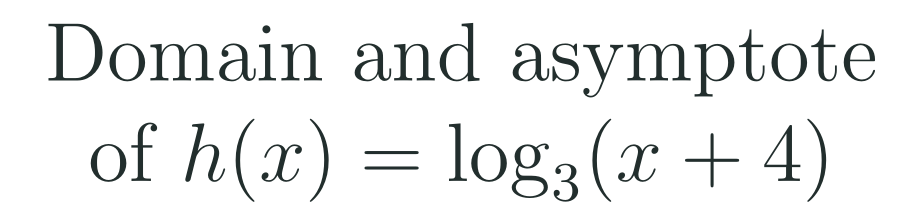 Domain and asymptote
of h(x) = log₃(x + 4)